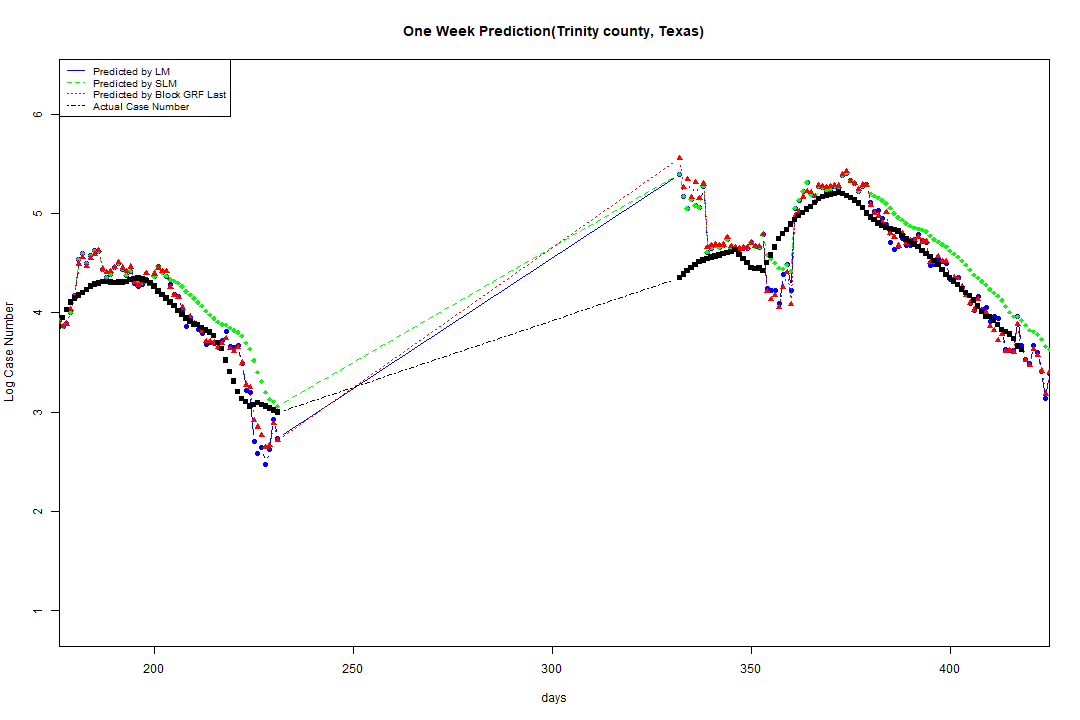 One Week Prediction(Trinity county, Texas)
Predicted by LM
Predicted by SLM
Predicted by Block GRF Last
Actual Case Number
6
5
4
3
2
1
Log Case Number
200 250 300 350 400
days